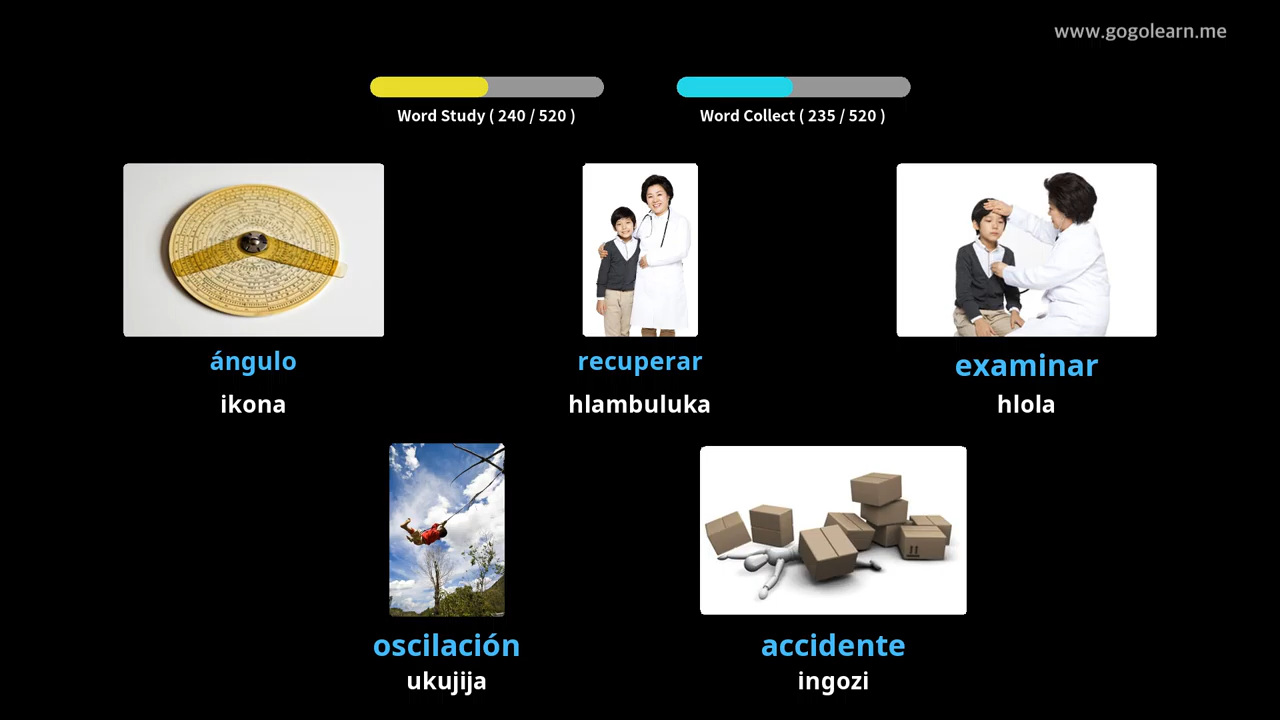 www.gogolearn.me
Word Study ( 240 / 520 )
Word Collect ( 235 / 520 )
ángulo
recuperar
examinar
ikona
hlambuluka
hlola
oscilación
accidente
ukujija
ingozi